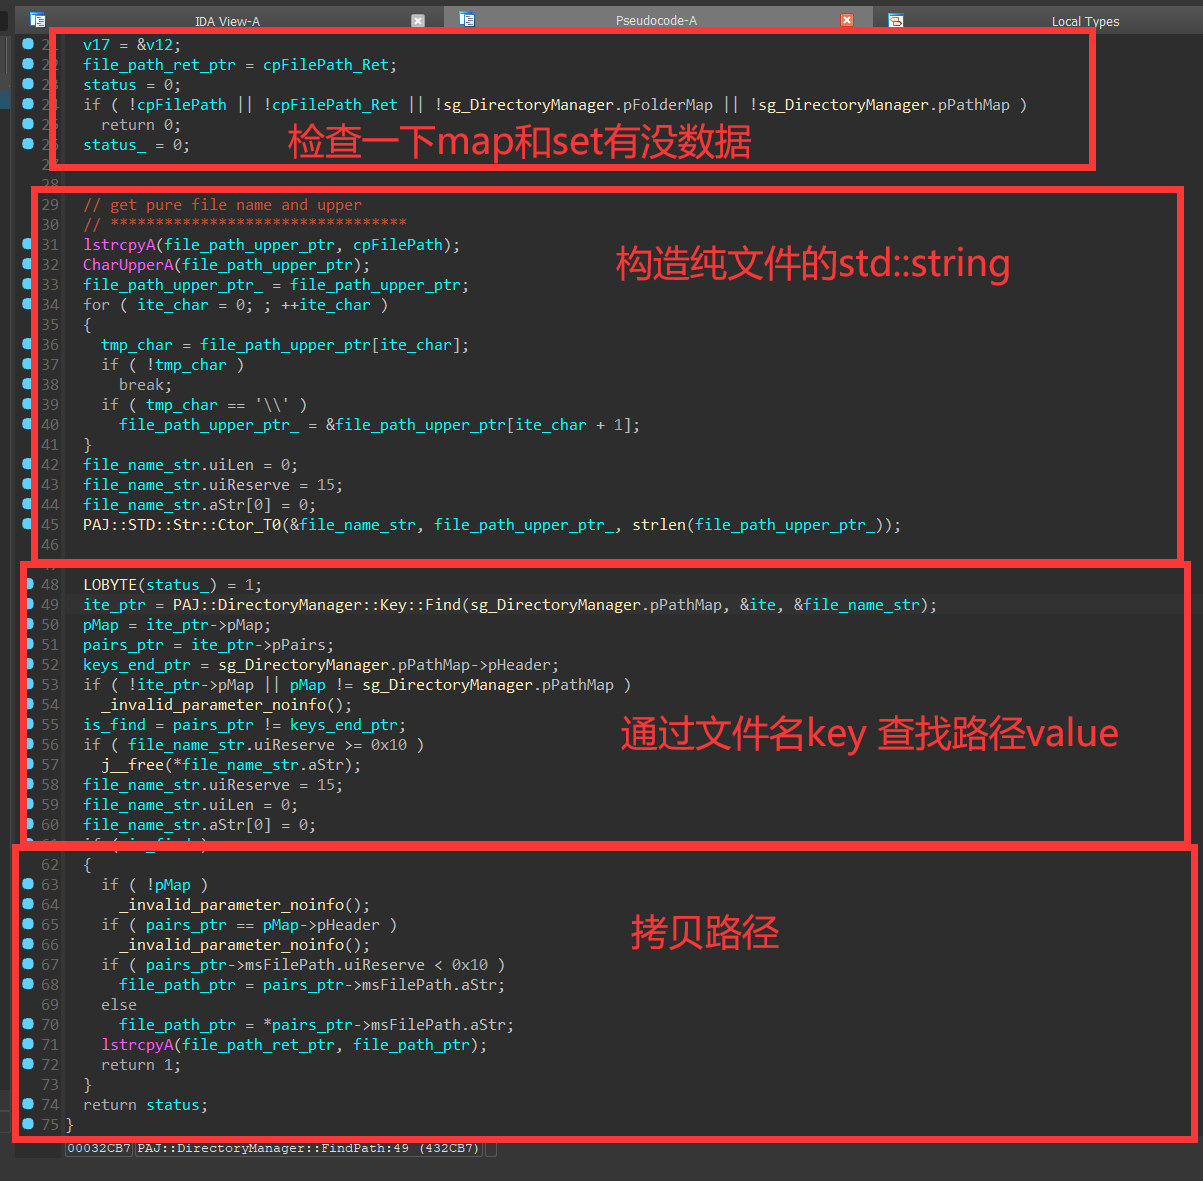 IDA View-A
Pseudocode-A
Local Types
21 v17 = &v12;
22 file_path_ret_ptr = cpFilePath_Ret;
23 status = 0;
24 if ( !cpFilePath || !cpFilePath_Ret || !sg_DirectoryManager.pFolderMap || !sg_DirectoryManager.pPathMap )
25 return 0;
检查一下map和set有没数据
26 status_ = 0;
27
28
29 // get pure file name and upper
30 // *********************************
31 lstrcpyA(file_path_upper_ptr, cpFilePath);
构造纯文件的std::string
32 CharUpperA(file_path_upper_ptr);
33 file_path_upper_ptr_ = file_path_upper_ptr;
34 for ( ite_char = 0; ; ++ite_char )
35 {
36 tmp_char = file_path_upper_ptr[ite_char];
37 if ( !tmp_char )
38 break;
39 if ( tmp_char == '\\' )
40 file_path_upper_ptr_ = &file_path_upper_ptr[ite_char + 1];
41 }
42 file_name_str.uiLen = 0;
43 file_name_str.uiReserve = 15;
44 file_name_str.aStr[0] = 0;
45 PAJ::STD::Str::Ctor_T0(&file_name_str, file_path_upper_ptr_, strlen(file_path_upper_ptr_));
46
48 LOBYTE(status_) = 1;
49 ite_ptr = PAJ::DirectoryManager::Key::Find(sg_DirectoryManager.pPathMap, &ite, &file_name_str);
50 pMap = ite_ptr->pMap;
51 pairs_ptr = ite_ptr->pPairs;
52 keys_end_ptr = sg_DirectoryManager.pPathMap->pHeader;
53 if ( !ite_ptr->pMap || pMap != sg_DirectoryManager.pPathMap )
54 _invalid_parameter_noinfo();
55 is_find = pairs_ptr != keys_end_ptr;
通过文件名key 查找路径value
56 if ( file_name_str.uiReserve >= 0x10 )
57 j__free(*file_name_str.aStr);
58 file_name_str.uiReserve = 15;
59 file_name_str.uiLen = 0;
60 file_name_str.aStr[0] = 0;
62 {
63 if ( !pMap )
64 _invalid_parameter_noinfo();
65 if ( pairs_ptr == pMap->pHeader )
拷贝路径
66 _invalid_parameter_noinfo();
67 if ( pairs_ptr->msFilePath.uiReserve < 0x10 )
68 file_path_ptr = pairs_ptr->msFilePath.aStr;
69 else
70 file_path_ptr = *pairs_ptr->msFilePath.aStr;
71 lstrcpyA(file_path_ret_ptr, file_path_ptr);
72 return 1;
73 }
74 return status;
75 }
00032CB7 PAJ::DirectoryManager::FindPath:49 (432CB7)